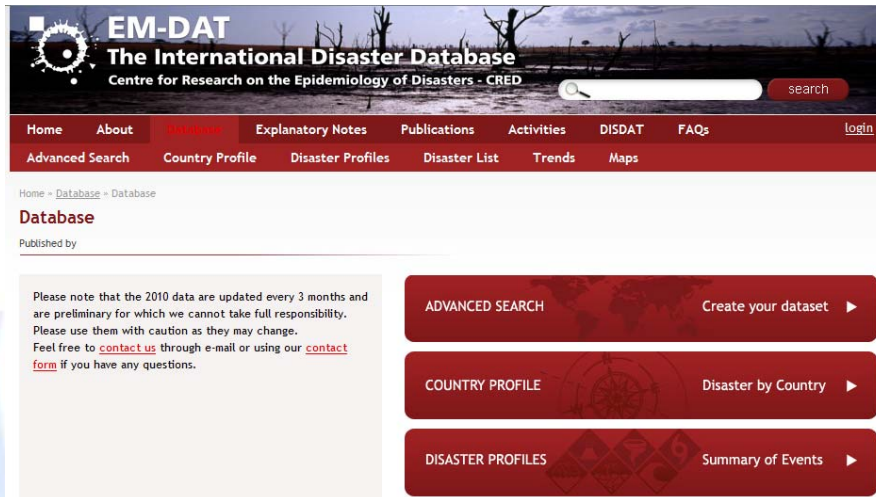 EM-DAT
The International Disaster Database
Centre for Research on the Epidemiology of Disasters - CRED
search
Home About Database Explanatory Notes Publications Activities DISDAT FAQs login
Advanced Search Country Profile Disaster Profiles Disaster List Trends Maps
Home » Database » Database
Database
Published by
Please note that the 2010 data are updated every 3 months and
are preliminary for which we cannot take full responsibility.
Please use them with caution as they may change.
Feel free to contact us through e-mail or using our contact
form if you have any questions.
ADVANCED SEARCH Create your dataset
COUNTRY PROFILE Disaster by Country
DISASTER PROFILES Summary of Events